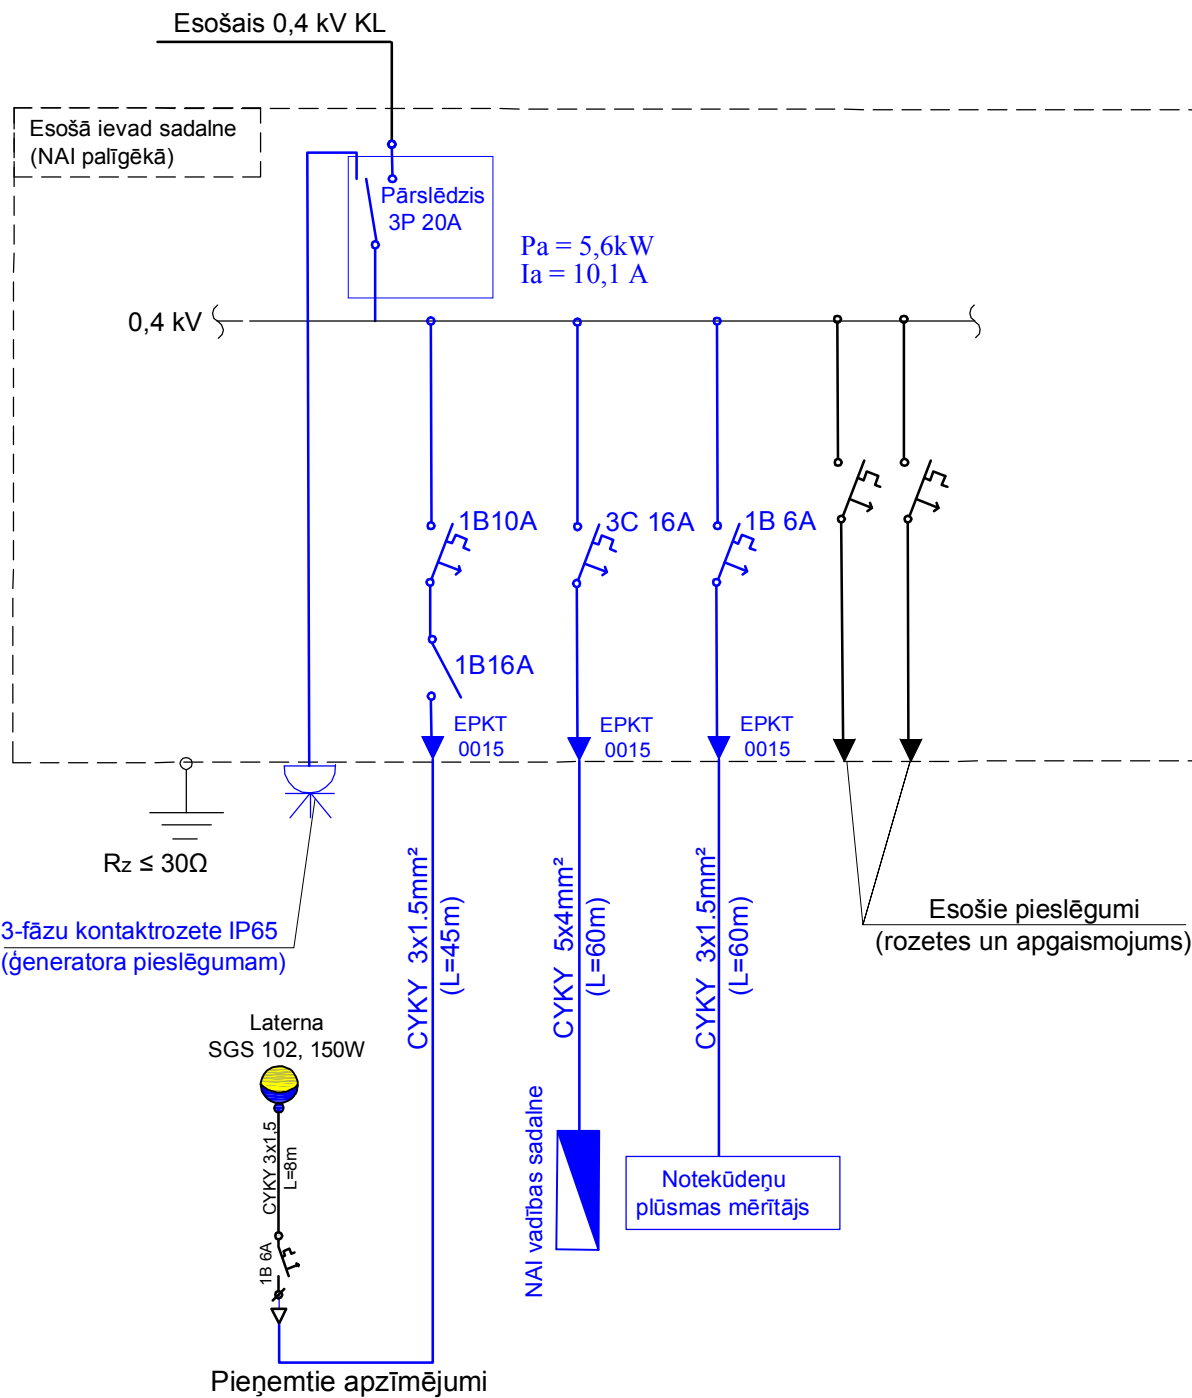 Esošais 0,4 kV KL
Esošā ievad sadalne
(NAI palīgēkā)
Pārslēdzis
3P 20A
Pa = 5,6kW
Ia = 10,1 A
0,4 kV
1B10A
3C 16A
1B 6A
1B16A
EPKT
0015
EPKT
0015
EPKT
0015
Rz ≤ 30Ω
3-fāzu kontaktrozete IP65
(ģeneratora pieslēgumam)
CYKY 3x1.5mm²
(L=45m)
CYKY 5x4mm²
(L=60m)
CYKY 3x1.5mm²
(L=60m)
Esošie pieslēgumi
(rozetes un apgaismojums)
Laterna
SGS 102, 150W
CYKY 3x1,5
L=8m
1B 6A
NAI vadības sadalne
Notekūdeņu
plūsmas mērītājs
Pieņemtie apzīmējumi